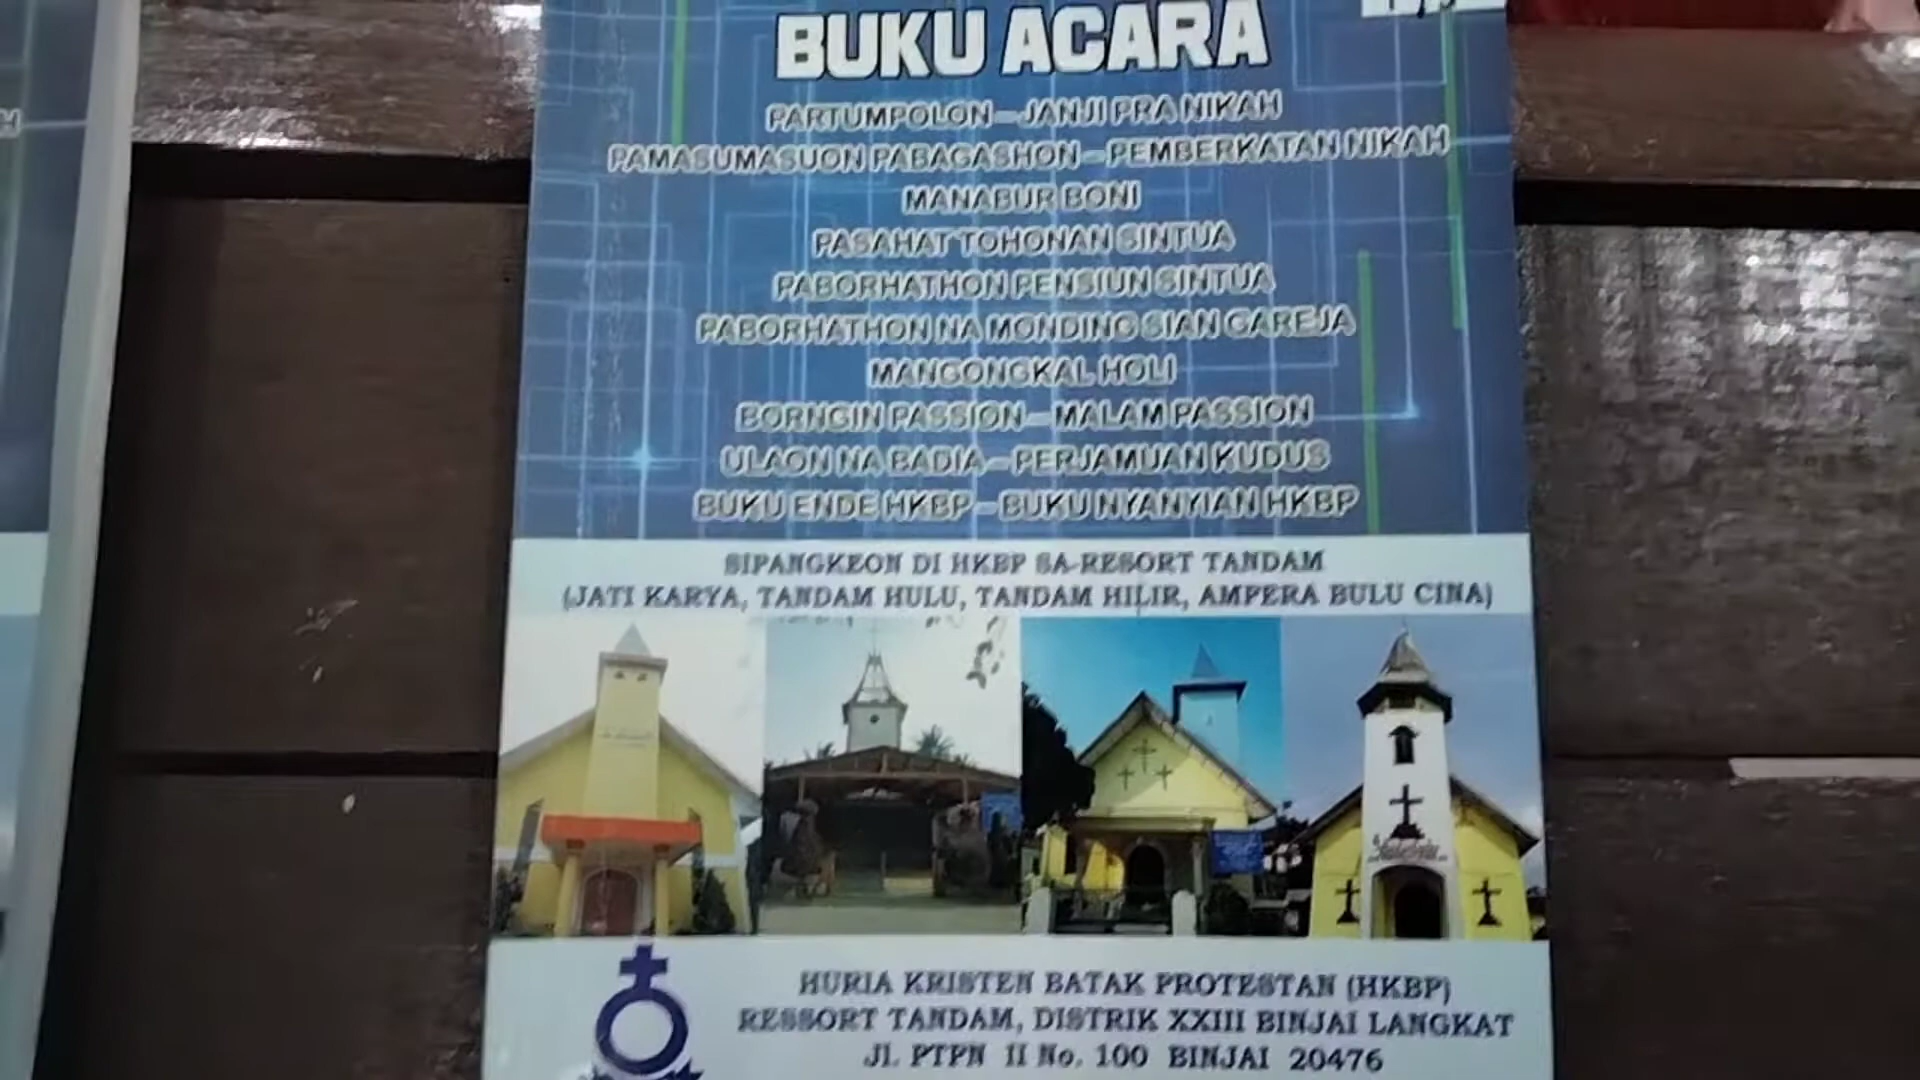 BUKU ACARA
PARTUMPOLON – JANJI PRA NIKAH
PAMASUMASUON PABAGASHON – PEMBERKATAN NIKAH
MANABUR BONI
PASAHAT TOHONAN SINTUA
PABORHATHON PENSIUN SINTUA
PABORHATHON NA MONDING SIAN GAREJA
MANGONGKAL HOLI
BORNGIN PASSION – MALAM PASSION
ULAON NA BADIA – PERJAMUAN KUDUS
BUKU ENDE HKBP – BUKU NYANYIAN HKBP
SIPANGKEON DI HKBP SA-RESORT TANDAM
(JATI KARYA, TANDAM HULU, TANDAM HILIR, AMPERA BULU CINA)
HURIA KRISTEN BATAK PROTESTAN (HKBP)
RESSORT TANDAM, DISTRIK XXIII BINJAI LANGKAT
Jl. PTPN II No. 100 BINJAI 20476